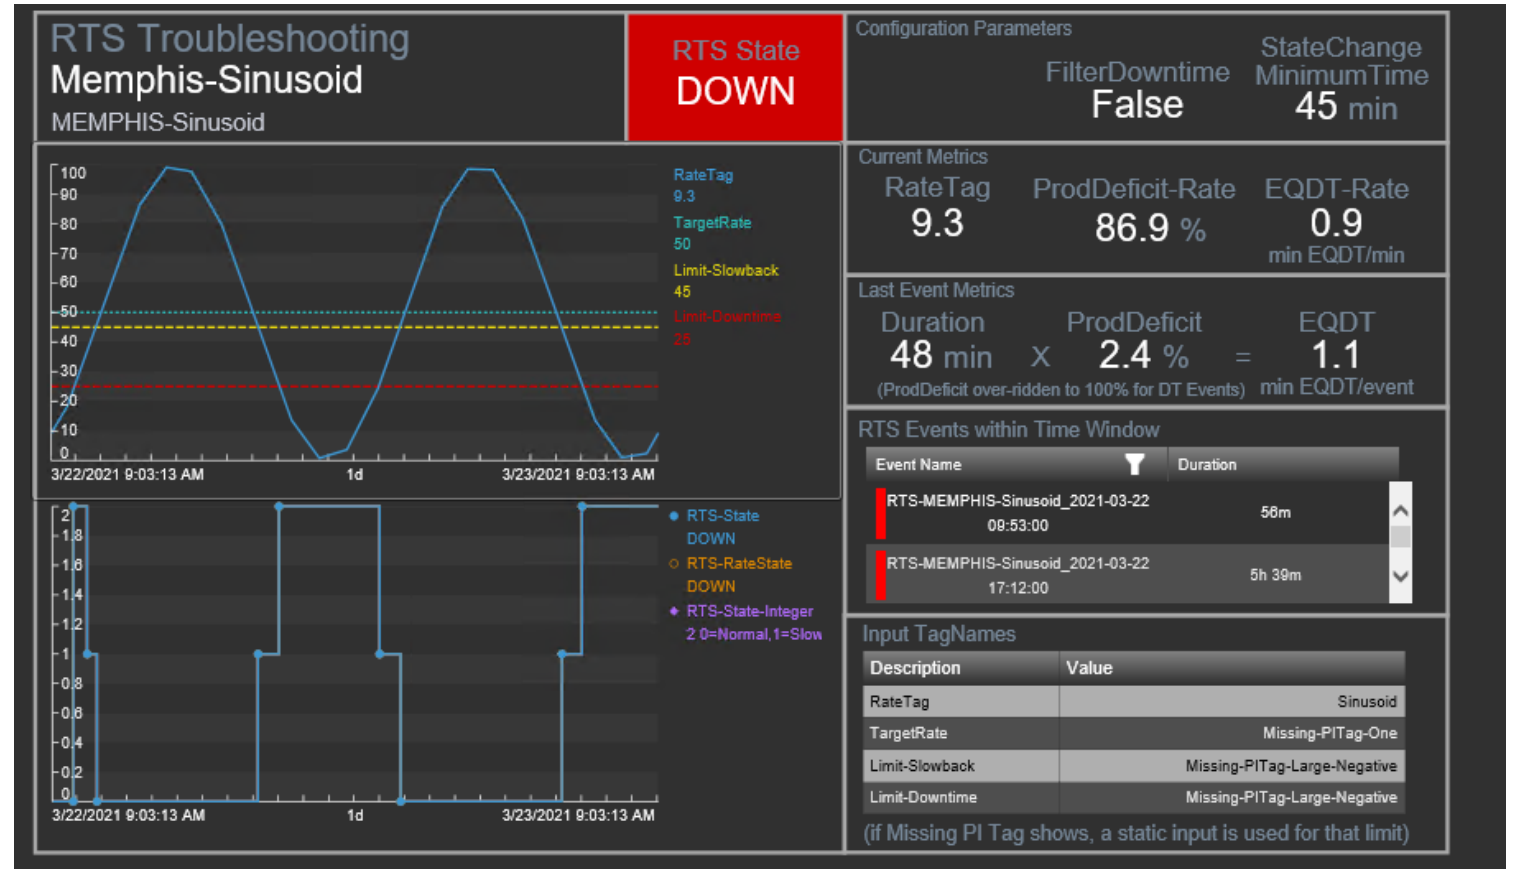 RTS Troubleshooting
Memphis-Sinusoid
MEMPHIS-Sinusoid
RTS State
DOWN
Configuration Parameters
FilterDowntime
False
StateChange
MinimumTime
45 min
100
90
80
70
60
50
40
30
20
10
0
3/22/2021 9:03:13 AM
1d
3/23/2021 9:03:13 AM
RateTag
9.3
TargetRate
50
Limit-Slowback
45
Limit-Downtime
25
Current Metrics
RateTag
9.3
ProdDeficit-Rate
86.9 %
EQDT-Rate
0.9
min EQDT/min
Last Event Metrics
Duration ProdDeficit EQDT
48 min X 2.4 % = 1.1
(ProdDeficit over-ridden to 100% for DT Events) min EQDT/event
RTS Events within Time Window
Event Name Duration
RTS-MEMPHIS-Sinusoid_2021-03-22
09:53:00
56m
RTS-MEMPHIS-Sinusoid_2021-03-22
17:12:00
5h 39m
2
1.8
1.6
1.4
1.2
1
0.8
0.6
0.4
0.2
0
3/22/2021 9:03:13 AM
1d
3/23/2021 9:03:13 AM
RTS-State
DOWN
RTS-RateState
DOWN
RTS-State-Integer
2 0=Normal,1=Slow
Input TagNames
Description Value
RateTag Sinusoid
TargetRate Missing-PITag-One
Limit-Slowback Missing-PITag-Large-Negative
Limit-Downtime Missing-PITag-Large-Negative
(if Missing PI Tag shows, a static input is used for that limit)